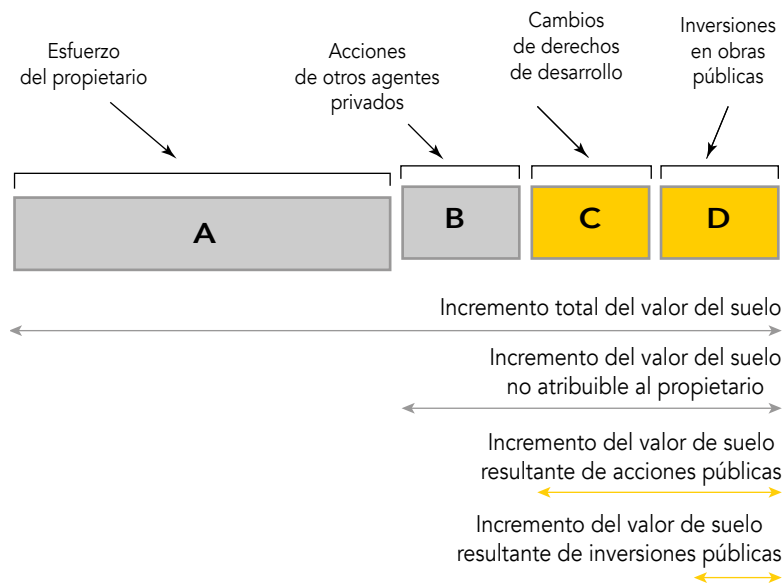 Esfuerzo
del propietario
Acciones
de otros agentes
privados
Cambios
de derechos
de desarrollo
Inversiones
en obras
públicas
A
B
C
D
Incremento total del valor del suelo
Incremento del valor del suelo
no atribuible al propietario
Incremento del valor de suelo
resultante de acciones públicas
Incremento del valor de suelo
resultante de inversiones públicas